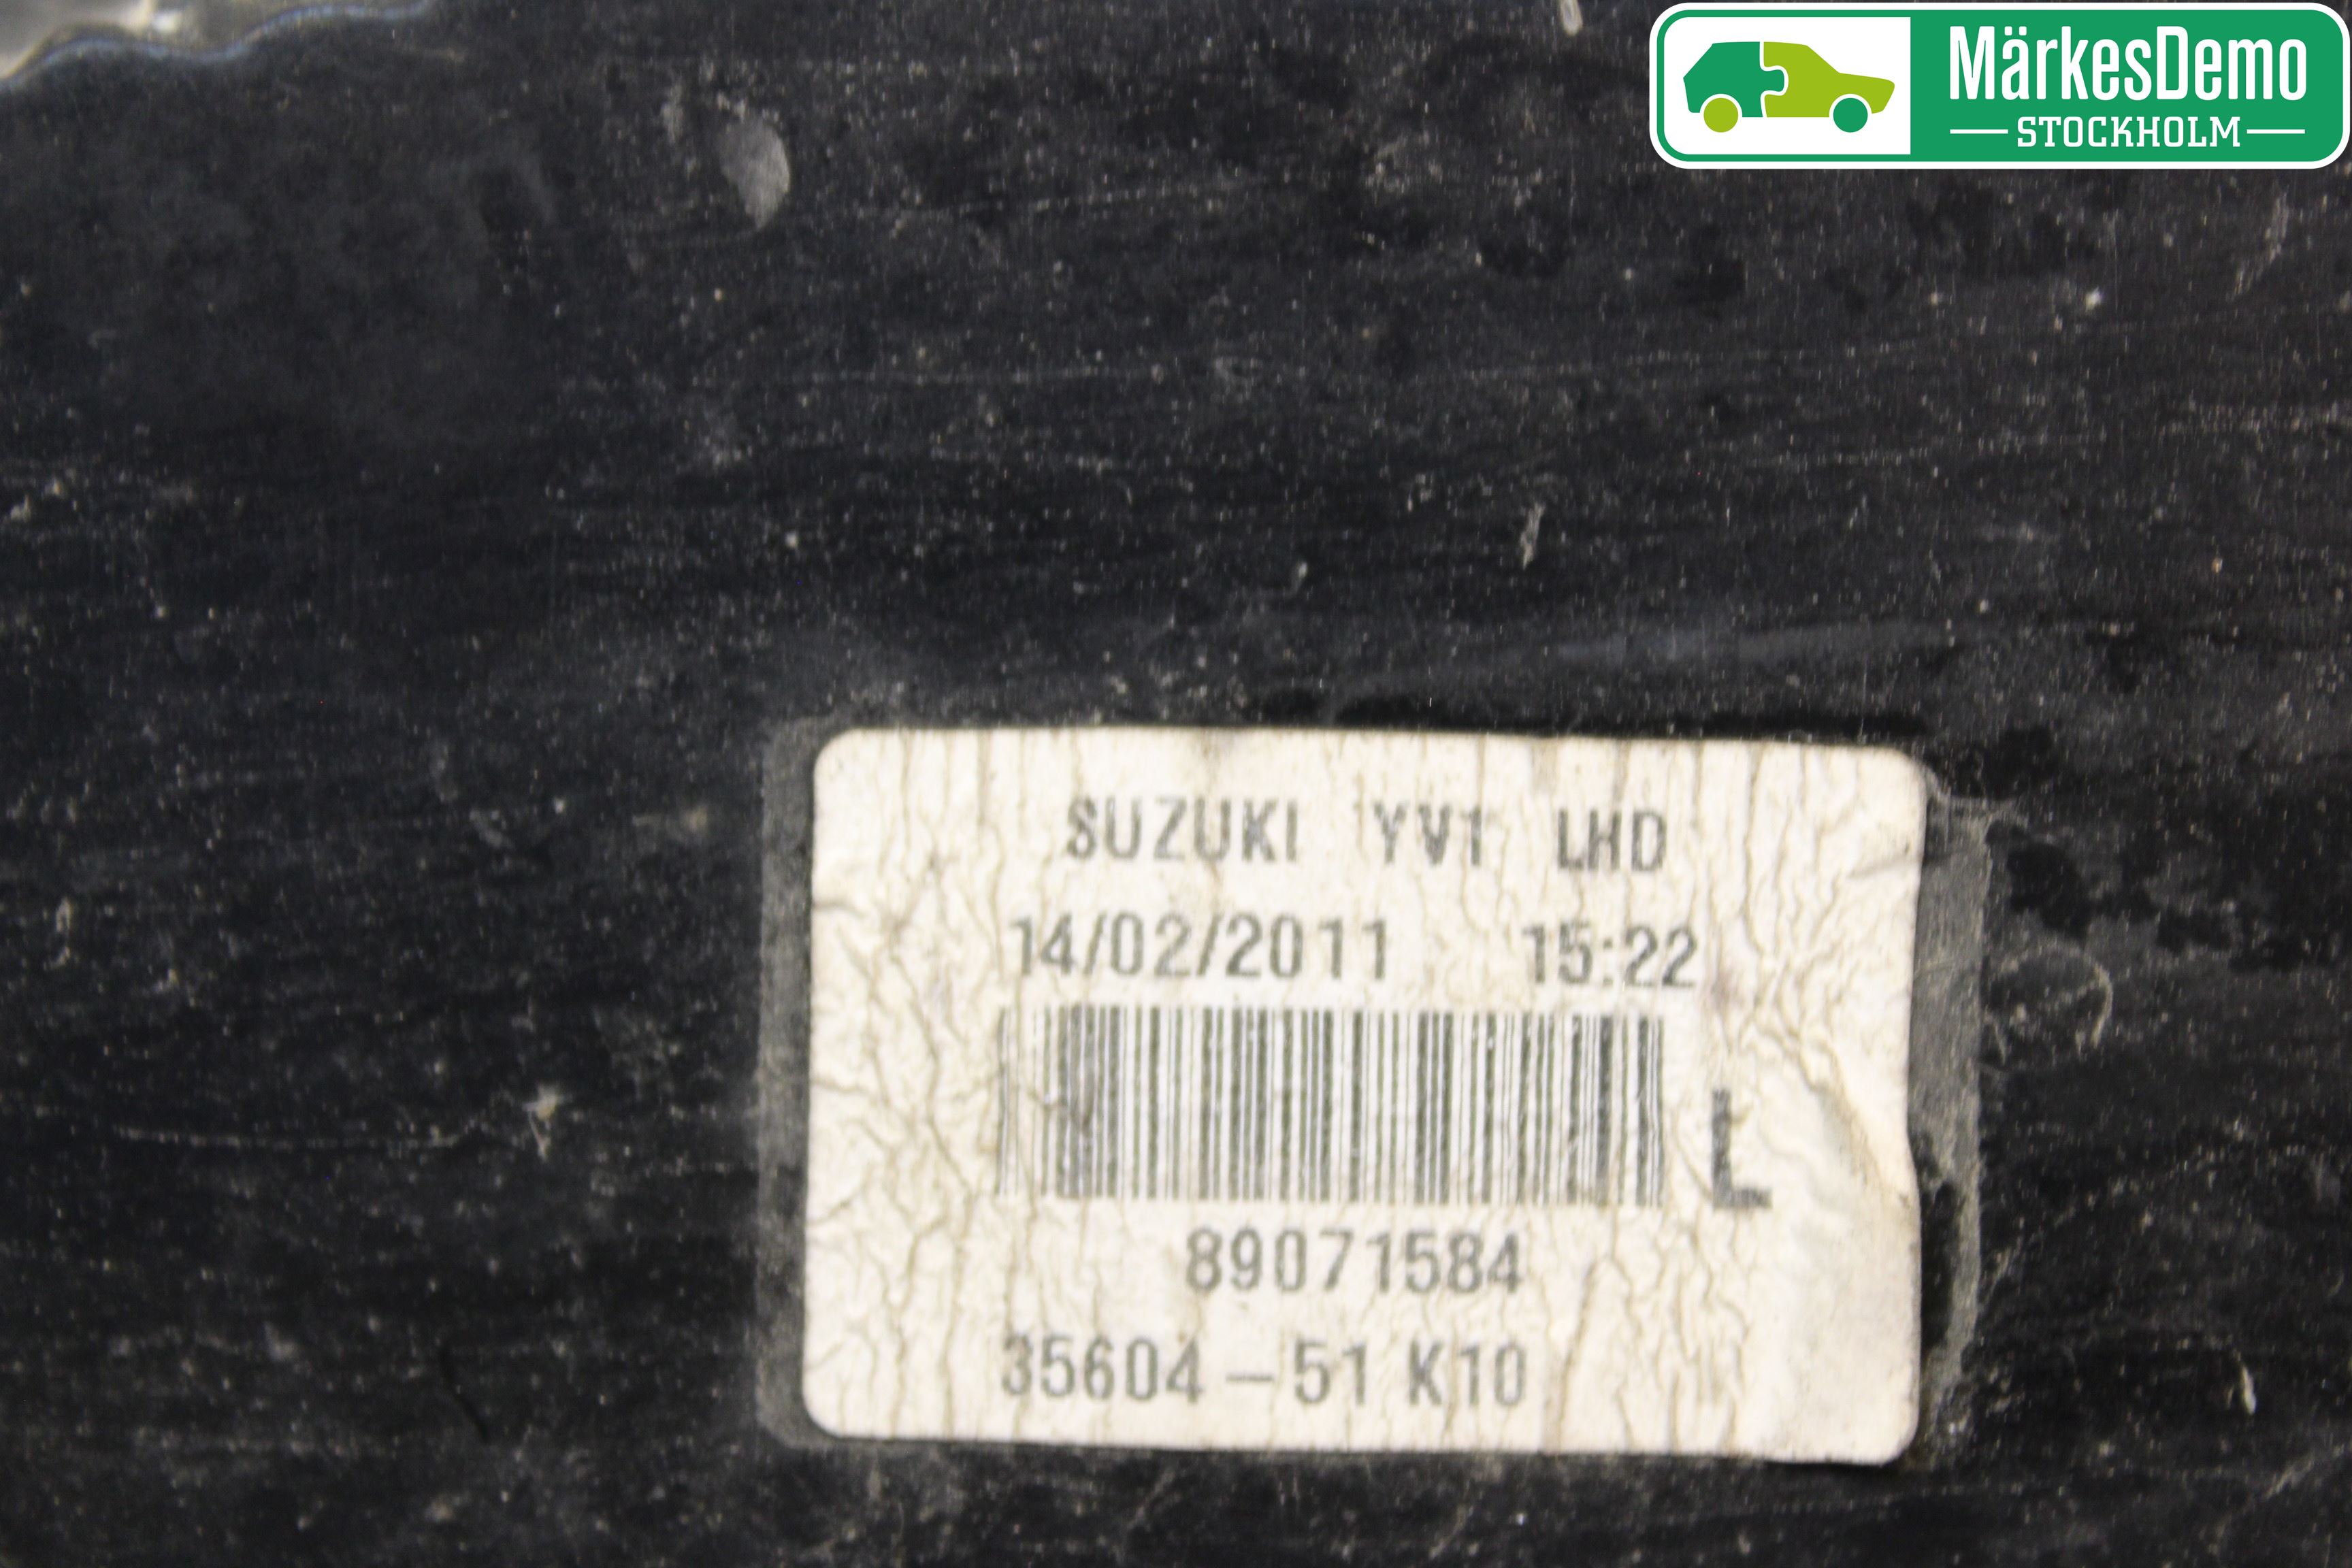 MärkesDemo
STOCKHOLM
SUZUKI YV1 LHD
14/02/2011 15:22
L
89071584
35604-51K10